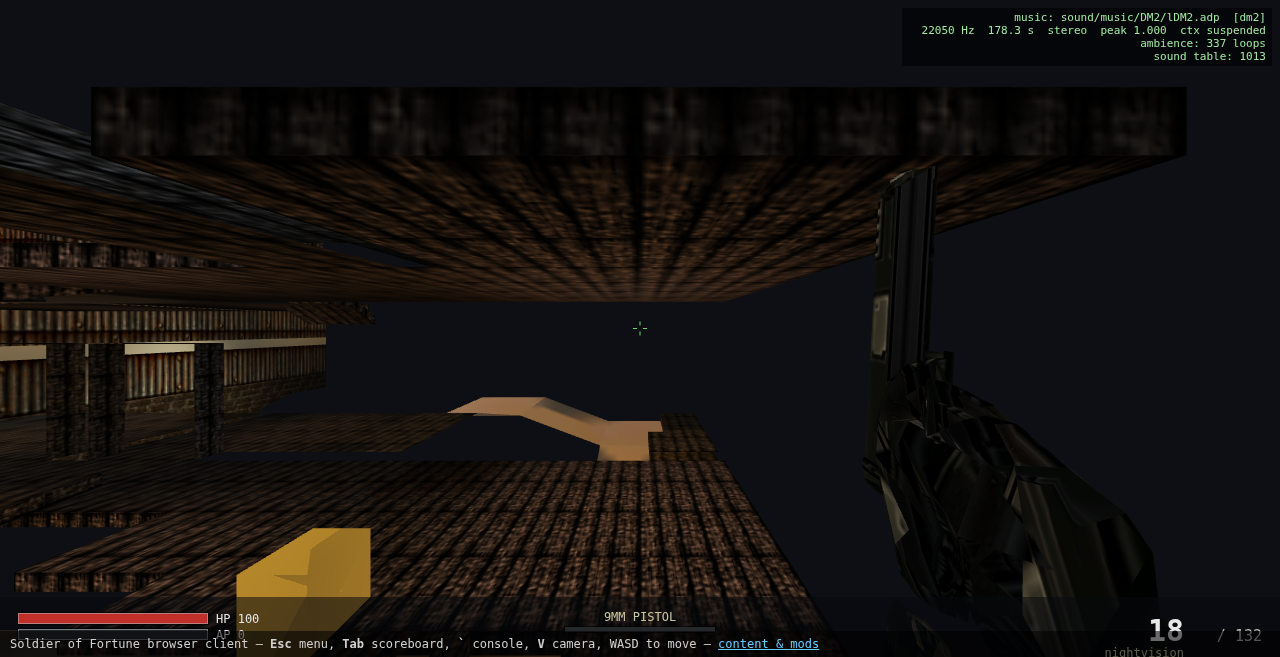 music: sound/music/DM2/lDM2.adp  [dm2]
22050 Hz  178.3 s  stereo  peak 1.000  ctx suspended
ambience: 337 loops
sound table: 1013
HP 100
AP 0
9MM PISTOL
18 / 132
nightvision
Soldier of Fortune browser client — Esc menu, Tab scoreboard, ` console, V camera, WASD to move — content & mods